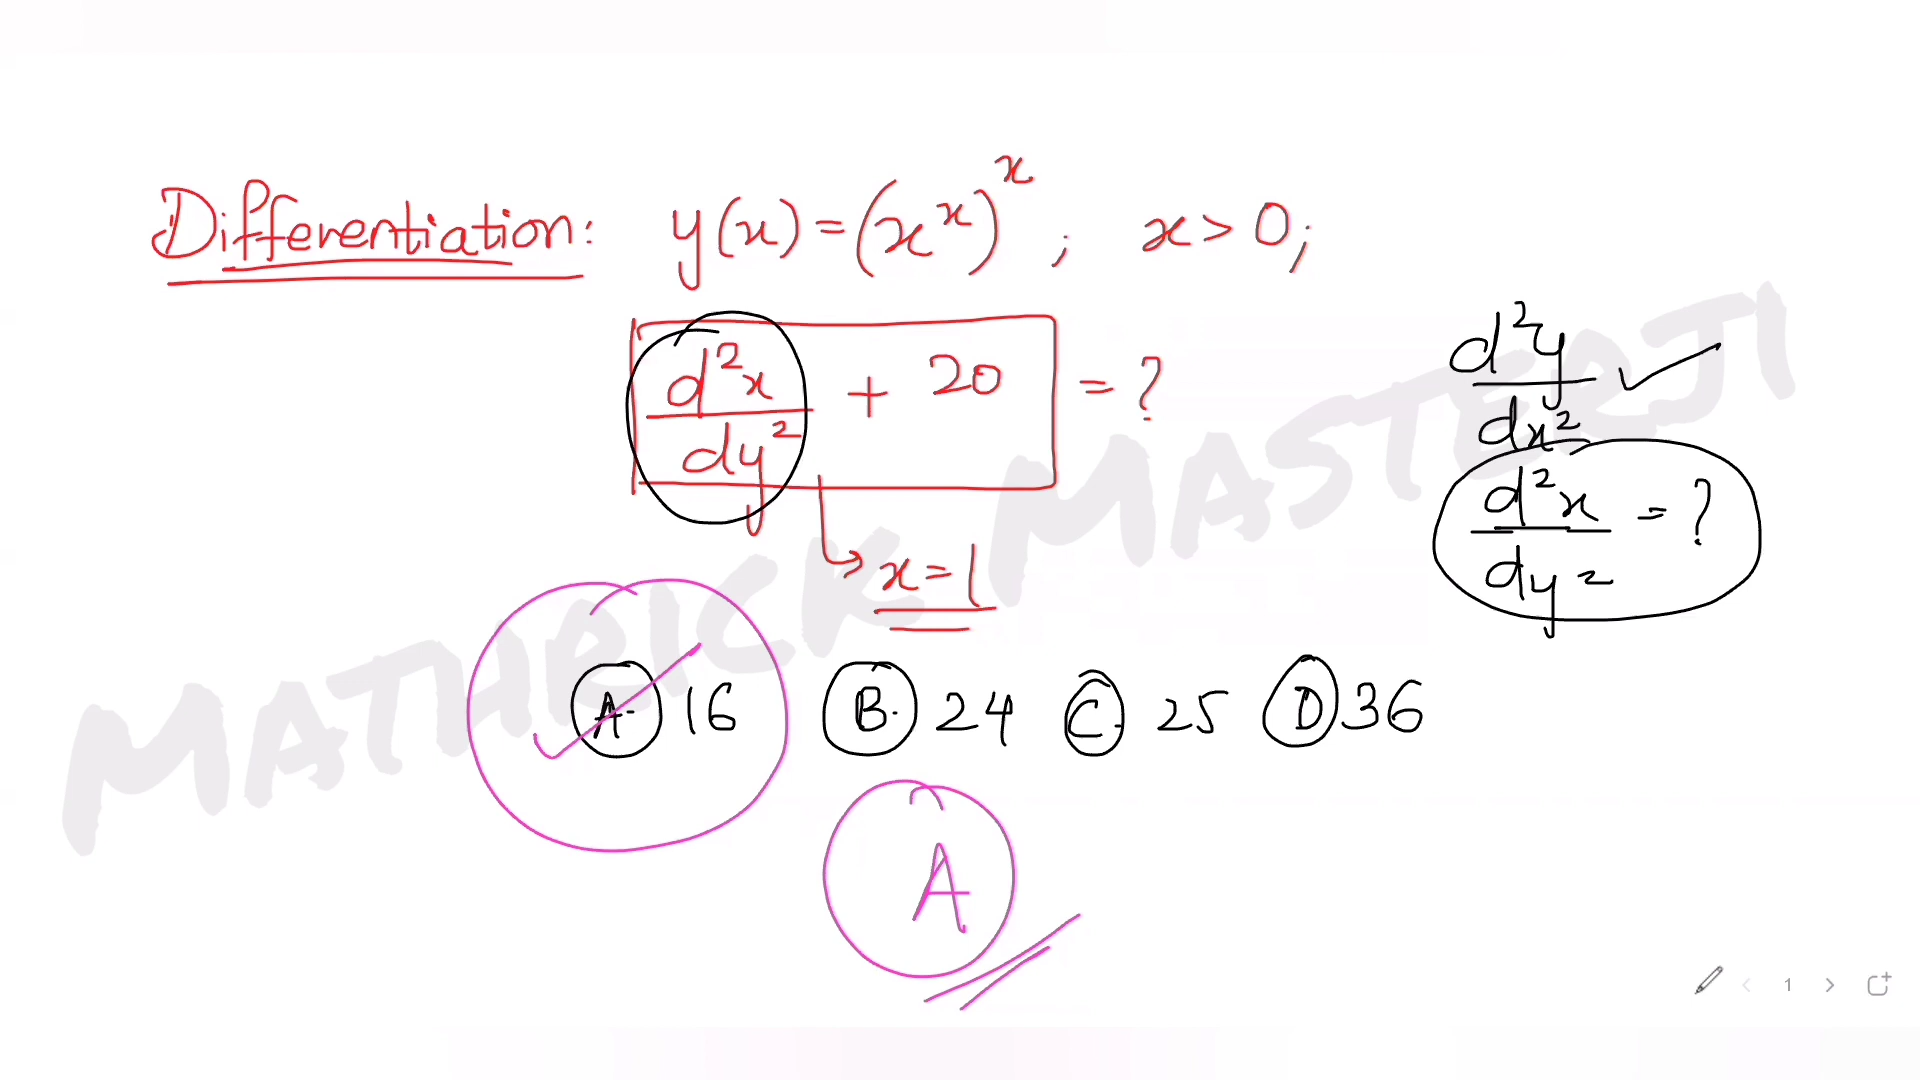 Differentiation: y(x) = (x^x)^x ; x > 0;
d²x/dy² + 20 = ?
→ x = 1
d²y/dx² ✓
d²x/dy² = ?
A. 16 B. 24 C. 25 D 36
A
MATHRICK MASTERJI
1